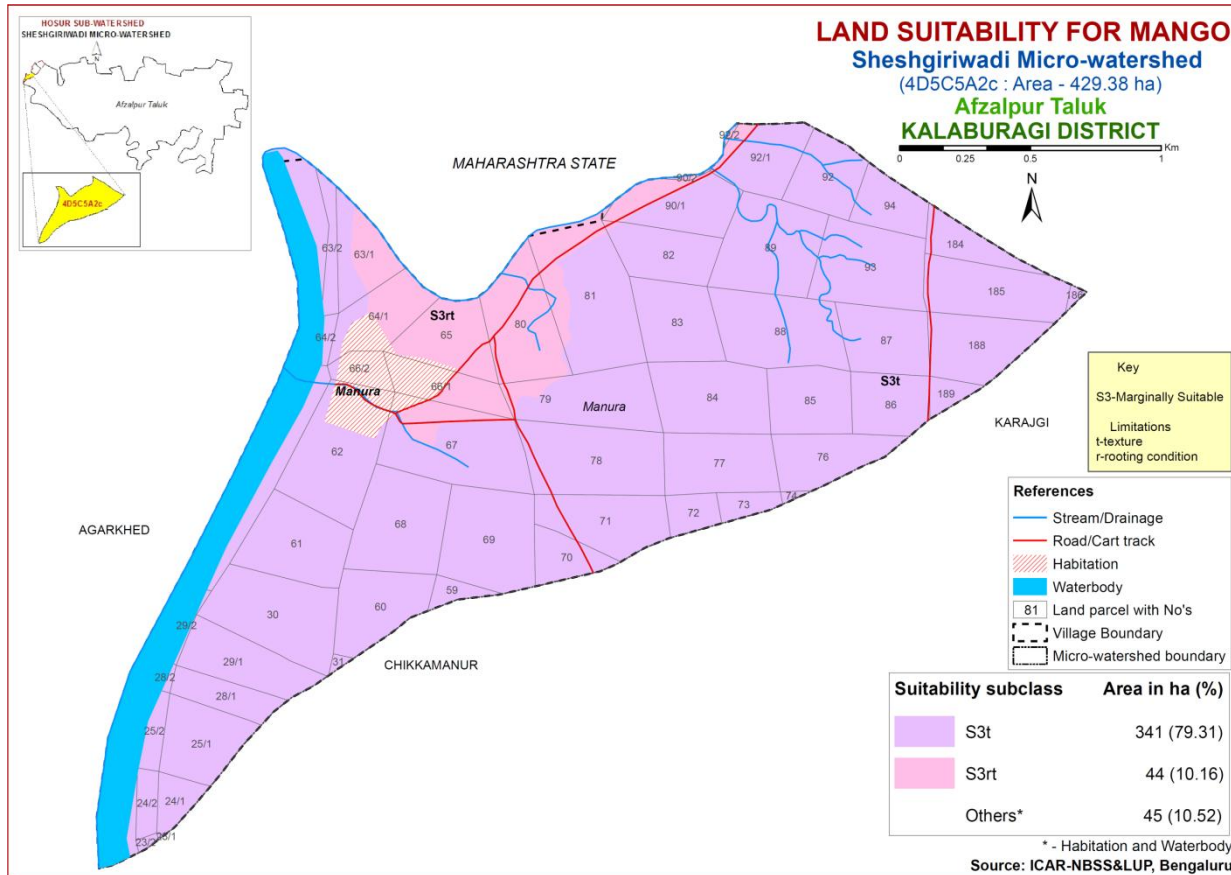 HOSUR SUB-WATERSHED
SHESHGIRIWADI MICRO-WATERSHED
N
Afzalpur Taluk
4D5C5A2c
LAND SUITABILITY FOR MANGO
Sheshgiriwadi Micro-watershed
(4D5C5A2c : Area - 429.38 ha)
Afzalpur Taluk
KALABURAGI DISTRICT
0 0.25 0.5 1 Km
N
MAHARASHTRA STATE
92/2
92/1
92
90/2
90/1
94
184
63/2
63/1
82
89
93
185
186
64/2
64/1
S3rt
65
80
81
83
88
87
188
66/2
66/1
Manura
79
Manura
84
85
S3t
86
189
KARAJGI
62
67
78
77
76
74
73
72
71
70
AGARKHED
61
68
69
59
60
30
31
CHIKKAMANUR
29/2
29/1
28/2
28/1
25/2
25/1
24/2
24/1
23/2
Key
S3-Marginally Suitable
Limitations
t-texture
r-rooting condition
References
Stream/Drainage
Road/Cart track
Habitation
Waterbody
81 Land parcel with No's
Village Boundary
Micro-watershed boundary
Suitability subclass Area in ha (%)
S3t 341 (79.31)
S3rt 44 (10.16)
Others* 45 (10.52)
* - Habitation and Waterbody
Source: ICAR-NBSS&LUP, Bengaluru